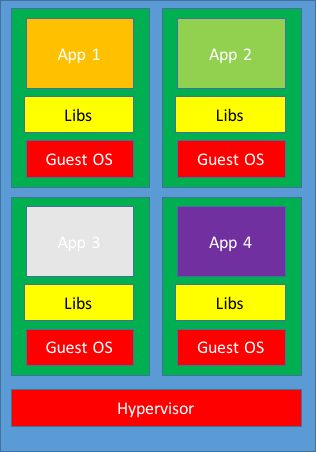 App 1
App 2
Libs
Libs
Guest OS
Guest OS
App 3
App 4
Libs
Libs
Guest OS
Guest OS
Hypervisor